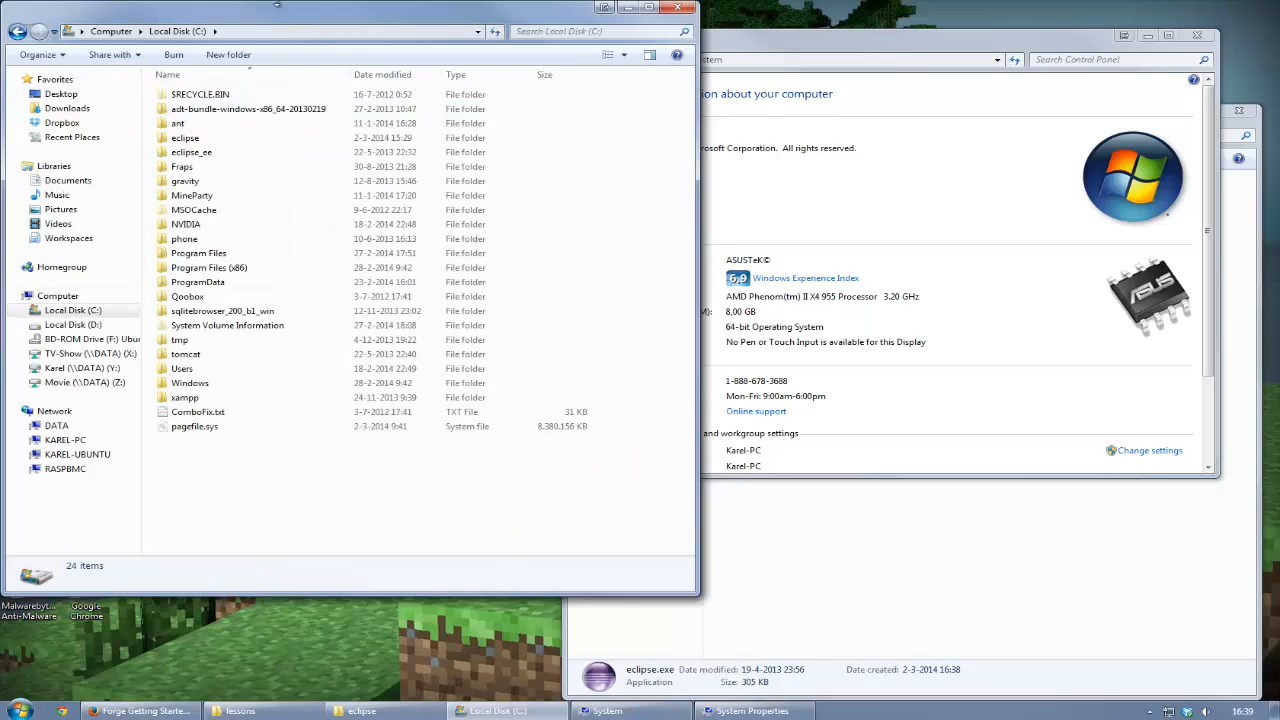 Computer Local Disk (C:)
Search Local Disk (C:)
Organize Share with Burn New folder
Favorites
Desktop
Downloads
Dropbox
Recent Places
Libraries
Documents
Music
Pictures
Videos
Workspaces
Homegroup
Computer
Local Disk (C:)
Local Disk (D:)
BD-ROM Drive (F:) Ubu
TV-Show (\\DATA) (X:)
Karel (\\DATA) (Y:)
Movie (\\DATA) (Z:)
Network
DATA
KAREL-PC
KAREL-UBUNTU
RASPBMC
Name Date modified Type Size
$RECYCLE.BIN 16-7-2012 0:52 File folder
adt-bundle-windows-x86_64-20130219 27-2-2013 10:47 File folder
ant 11-1-2014 16:28 File folder
eclipse 2-3-2014 15:29 File folder
eclipse_ee 22-5-2013 22:32 File folder
Fraps 30-8-2013 21:28 File folder
gravity 12-8-2013 15:46 File folder
MineParty 11-1-2014 17:20 File folder
MSOCache 9-6-2012 22:17 File folder
NVIDIA 18-2-2014 22:48 File folder
phone 10-6-2013 16:13 File folder
Program Files 27-2-2014 17:51 File folder
Program Files (x86) 28-2-2014 9:42 File folder
ProgramData 23-2-2014 16:01 File folder
Qoobox 3-7-2012 17:41 File folder
sqlitebrowser_200_b1_win 12-11-2013 23:02 File folder
System Volume Information 27-2-2014 18:08 File folder
tmp 4-12-2013 19:22 File folder
tomcat 22-5-2013 22:40 File folder
Users 18-2-2014 22:49 File folder
Windows 28-2-2014 9:42 File folder
xampp 24-11-2013 9:39 File folder
ComboFix.txt 3-7-2012 17:41 TXT File 31 KB
pagefile.sys 2-3-2014 9:41 System file 8.380.156 KB
24 items
stem
Search Control Panel
on about your computer
osoft Corporation. All rights reserved.
ASUSTeK©
6,9 Windows Experience Index
AMD Phenom(tm) II X4 955 Processor 3.20 GHz
M): 8,00 GB
64-bit Operating System
No Pen or Touch Input is available for this Display
/ISUS
1-888-678-3688
Mon-Fri: 9:00am-6:00pm
Online support
and workgroup settings
Karel-PC
Change settings
Karel-PC
eclipse.exe Date modified: 19-4-2013 23:56 Date created: 2-3-2014 16:38
Application Size: 305 KB
Malwarebyt...
Anti-Malware
Google
Chrome
Forge Getting Starte...
lessons
eclipse
Local Disk (C:)
System
System Properties
16:39